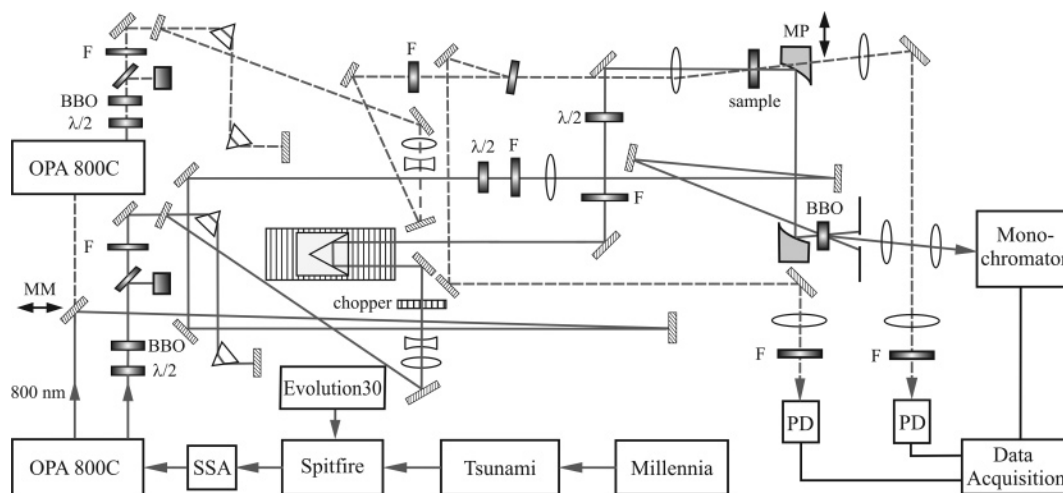 MP
F
F
sample
BBO
λ/2
λ/2
λ/2
F
OPA 800C
F
BBO
F
Mono-
chromator
MM
chopper
BBO
λ/2
F
F
800 nm
Evolution30
PD
PD
OPA 800C
SSA
Spitfire
Tsunami
Millennia
Data
Acquisition